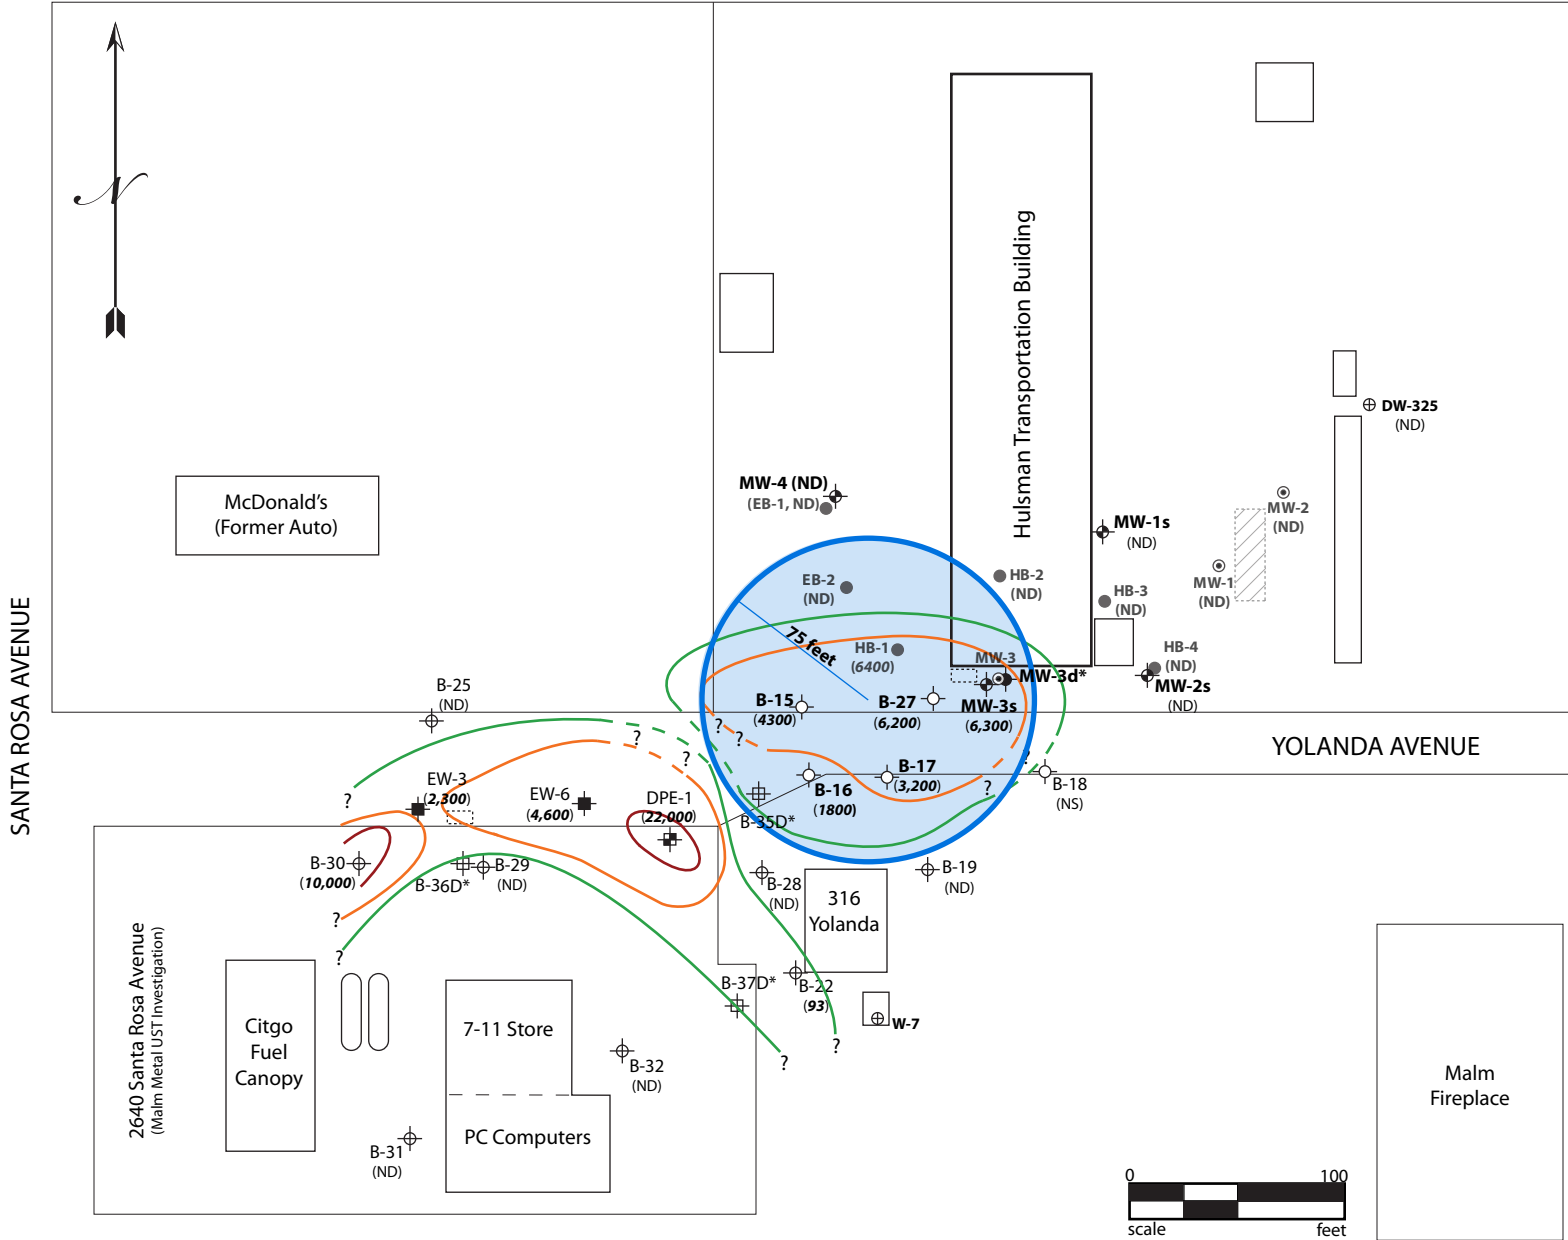 N
Hulsman Transportation Building
DW-325
(ND)
MW-4 (ND)
(EB-1, ND)
McDonald's
(Former Auto)
MW-2
(ND)
MW-1s
(ND)
MW-1
(ND)
EB-2
(ND)
HB-2
(ND)
HB-3
(ND)
SANTA ROSA AVENUE
75 feet
HB-1
(6400)
MW-3
MW-3d*
HB-4
(ND)
MW-2s
(ND)
B-25
(ND)
B-15
(4300)
B-27
(6,200)
MW-3s
(6,300)
?
?
?
?
?
YOLANDA AVENUE
B-17
(3,200)
?
B-18
(NS)
?
EW-3
(2,300)
EW-6
(4,600)
DPE-1
(22,000)
B-16
(1800)
B-35D*
B-30
(10,000)
B-36D*
B-29
(ND)
B-28
(ND)
B-19
(ND)
316
Yolanda
?
?
2640 Santa Rosa Avenue
(Malm Metal UST Investigation)
B-37D*
B-22
(93)
W-7
Citgo
Fuel
Canopy
7-11 Store
?
?
B-32
(ND)
PC Computers
B-31
(ND)
Malm
Fireplace
0 100
scale feet